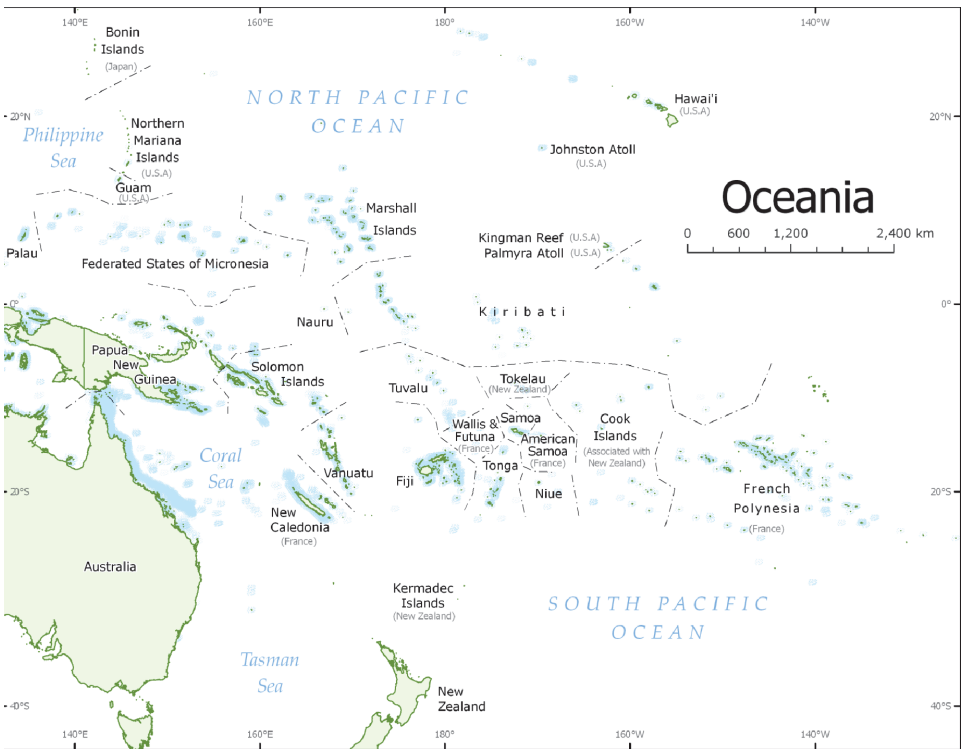 140°E 160°E 180° 160°W 140°W
Bonin
Islands
(Japan)
NORTH PACIFIC
OCEAN
Hawai'i
(U.S.A)
20°N
20°N
Philippine
Sea
Northern
Mariana
Islands
(U.S.A)
Johnston Atoll
(U.S.A)
Guam
(U.S.A)
Oceania
0 600 1,200 2,400 km
Marshall
Islands
Kingman Reef (U.S.A)
Palmyra Atoll (U.S.A)
Palau
Federated States of Micronesia
0°
0°
Nauru
Kiribati
Papua
New
Guinea
Solomon
Islands
Tuvalu
Tokelau
(New Zealand)
Wallis &
Futuna
(France)
Samoa
American
Samoa
(France)
Cook
Islands
(Associated with
New Zealand)
Coral
Sea
Vanuatu
Fiji
Tonga
Niue
20°S
20°S
French
Polynesia
(France)
New
Caledonia
(France)
Australia
Kermadec
Islands
(New Zealand)
SOUTH PACIFIC
OCEAN
Tasman
Sea
New
Zealand
40°S
40°S
140°E 160°E 180° 160°W 140°W